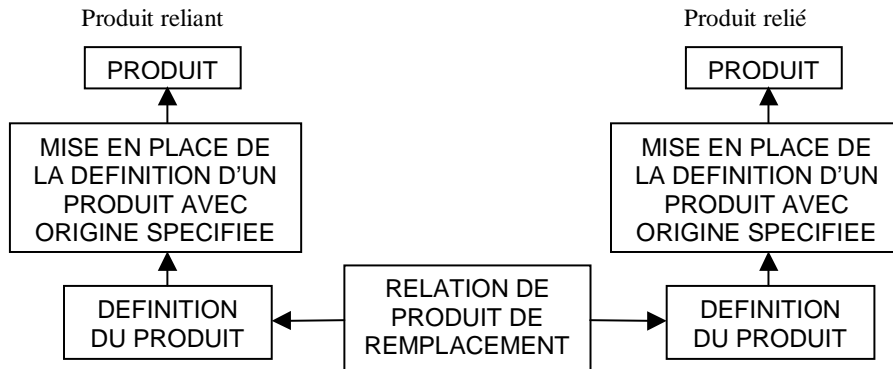 Produit reliant
PRODUIT
MISE EN PLACE DE
LA DEFINITION D'UN
PRODUIT AVEC
ORIGINE SPECIFIEE
DEFINITION
DU PRODUIT
RELATION DE
PRODUIT DE
REMPLACEMENT
Produit relié
PRODUIT
MISE EN PLACE DE
LA DEFINITION D'UN
PRODUIT AVEC
ORIGINE SPECIFIEE
DEFINITION
DU PRODUIT